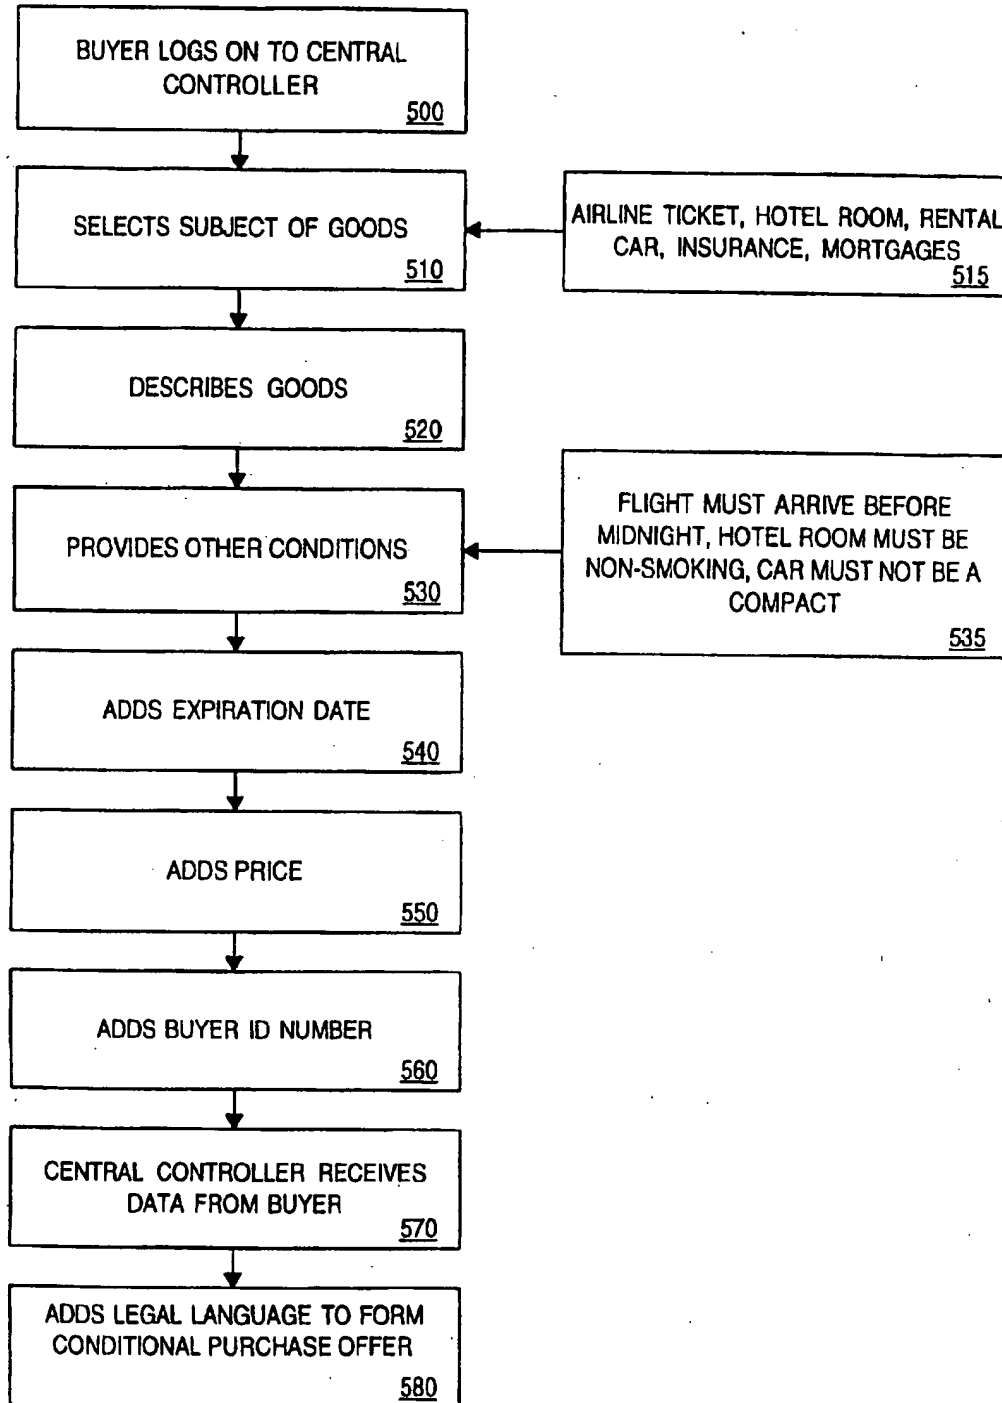 BUYER LOGS ON TO CENTRAL
CONTROLLER
500
SELECTS SUBJECT OF GOODS
510
AIRLINE TICKET, HOTEL ROOM, RENTAL
CAR, INSURANCE, MORTGAGES
515
DESCRIBES GOODS
520
PROVIDES OTHER CONDITIONS
530
FLIGHT MUST ARRIVE BEFORE
MIDNIGHT, HOTEL ROOM MUST BE
NON-SMOKING, CAR MUST NOT BE A
COMPACT
535
ADDS EXPIRATION DATE
540
ADDS PRICE
550
ADDS BUYER ID NUMBER
560
CENTRAL CONTROLLER RECEIVES
DATA FROM BUYER
570
ADDS LEGAL LANGUAGE TO FORM
CONDITIONAL PURCHASE OFFER
580